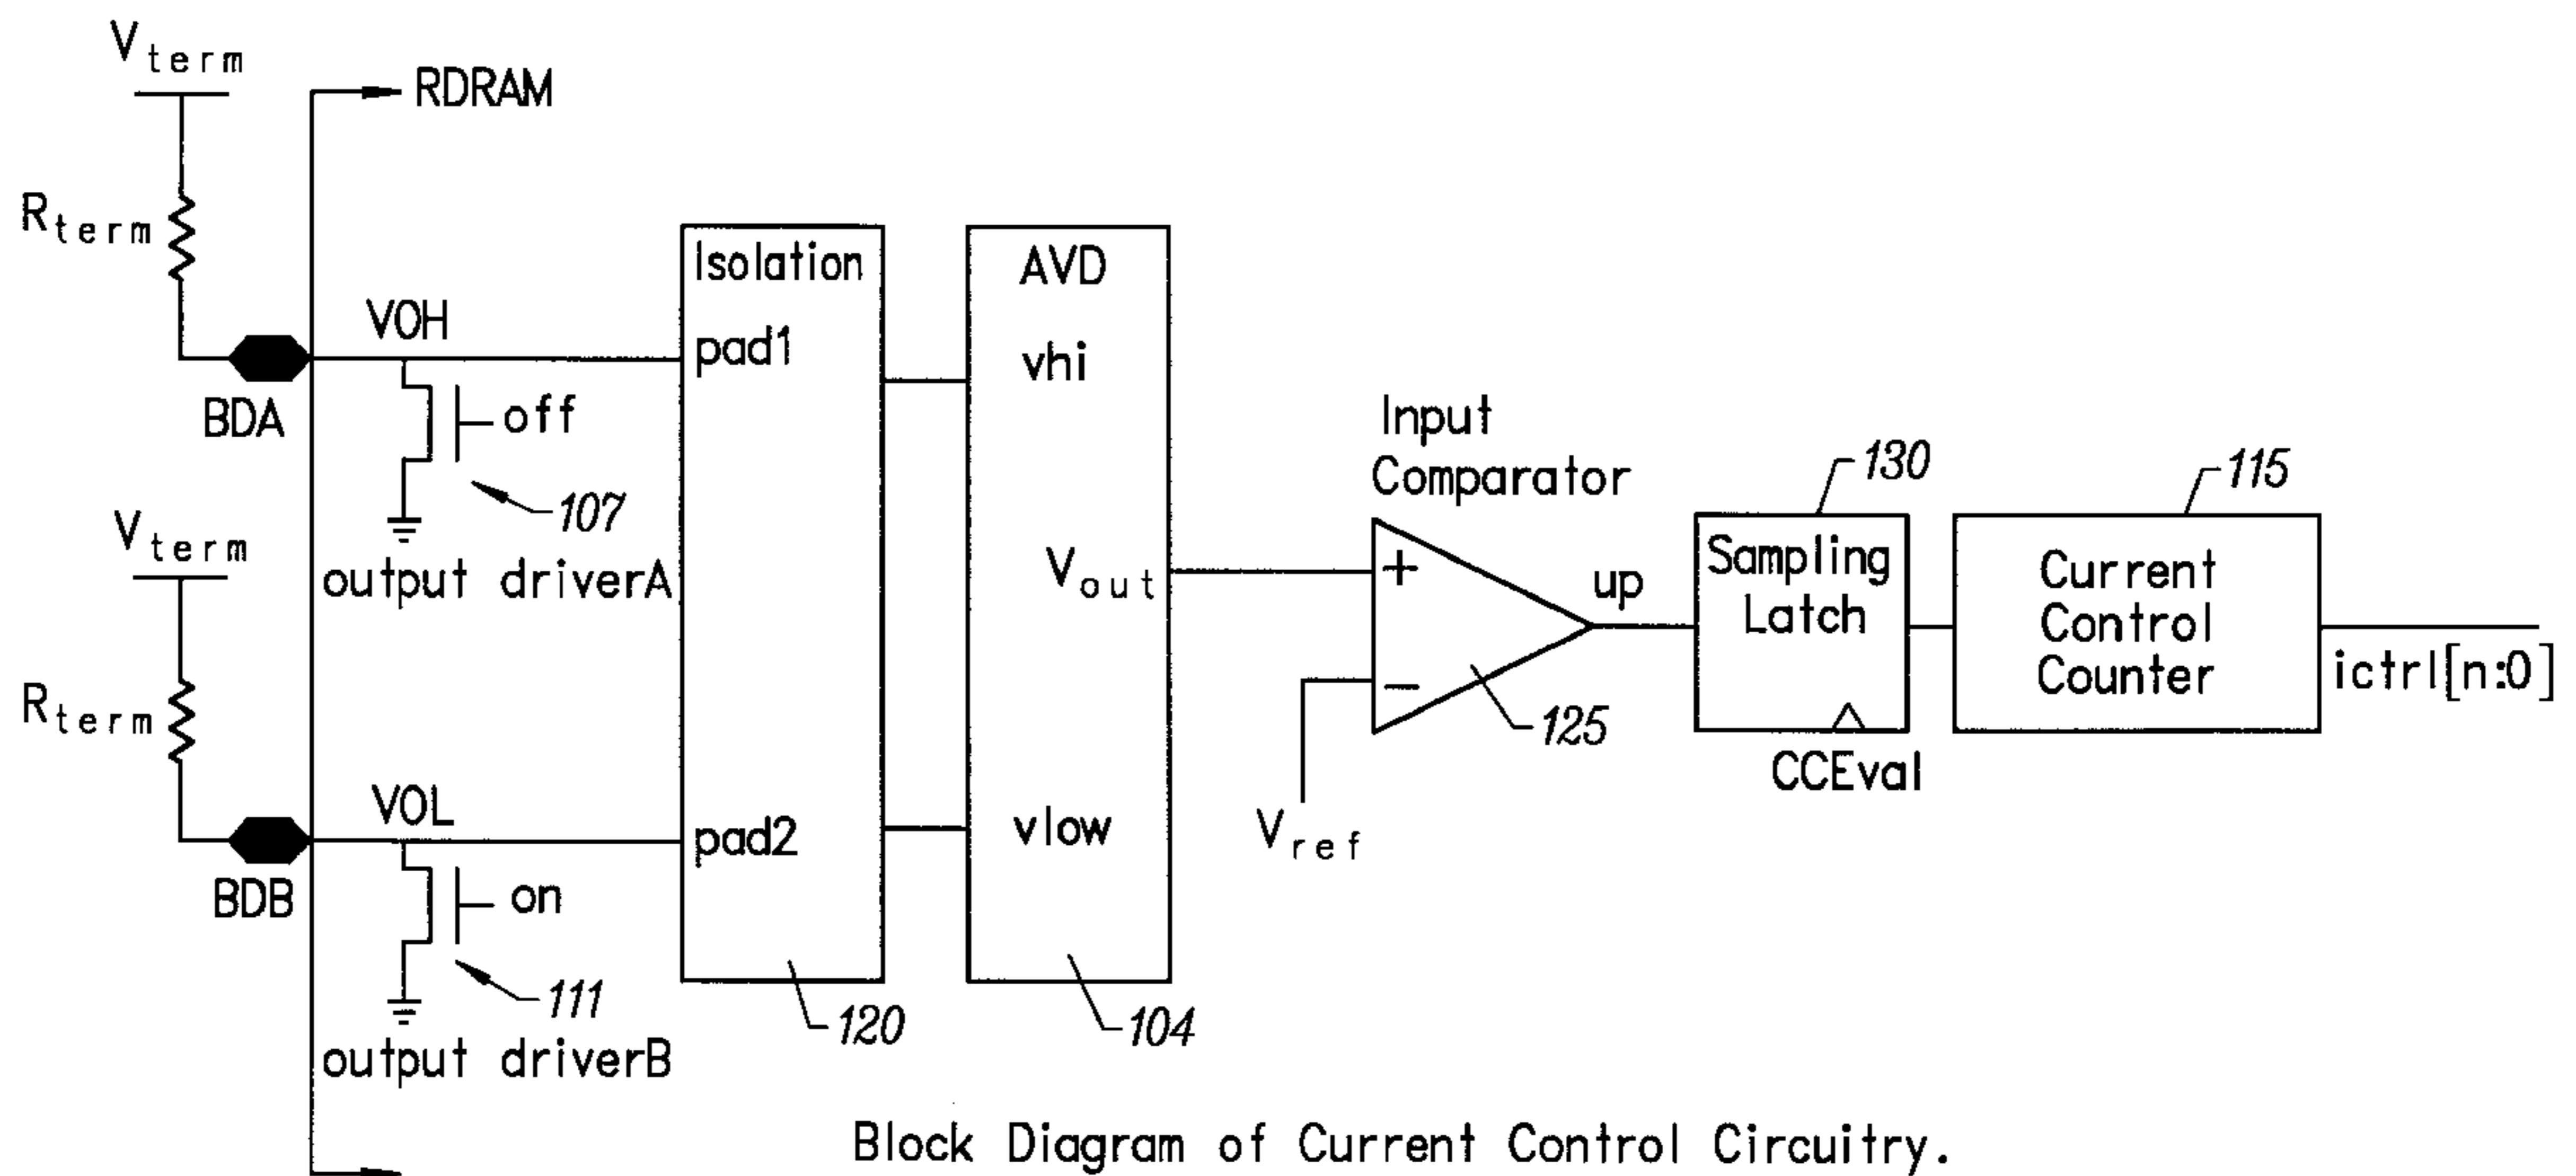 Vterm
RDRAM
Rterm
VOH
BDA
off
107
output driverA
Vterm
Rterm
VOL
BDB
on
111
output driverB
Isolation
pad1
pad2
120
AVD
vhi
Vout
vlow
104
Input
Comparator
+
−
125
Vref
up
130
Sampling
Latch
CCEval
115
Current
Control
Counter
ictrl[n:0]
Block Diagram of Current Control Circuitry.